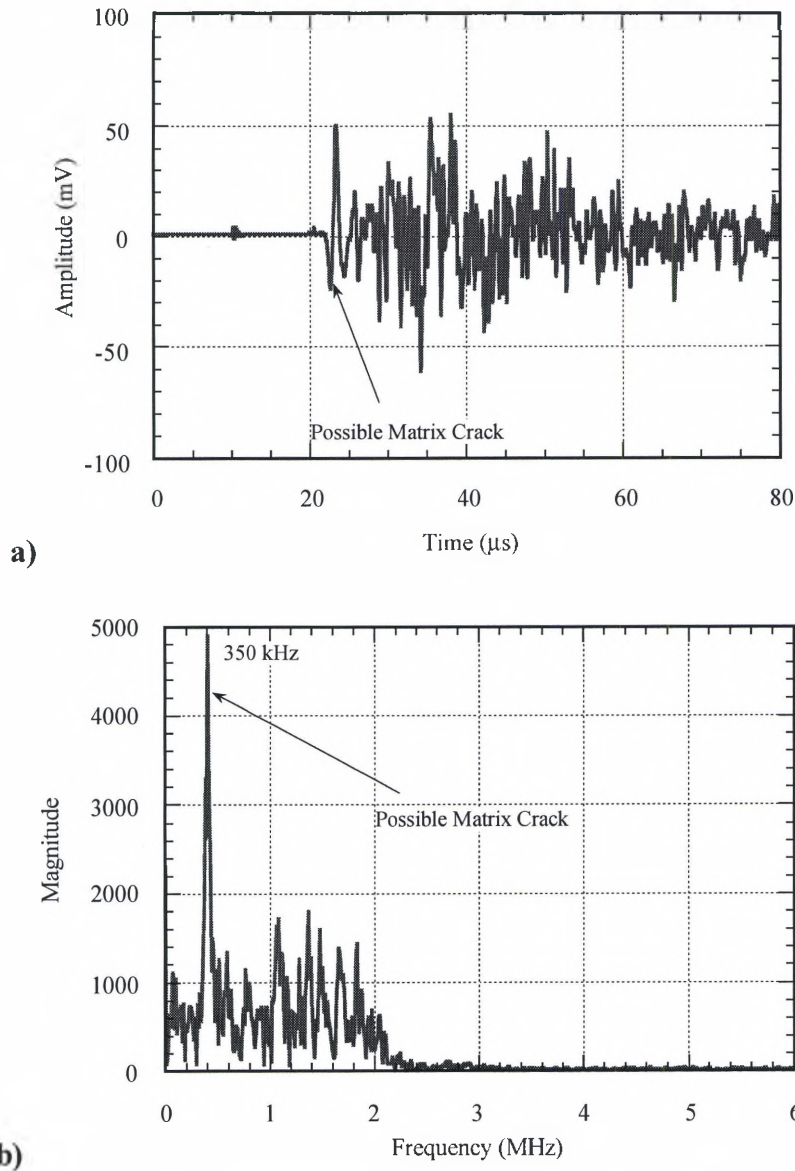 100
50
0
-50
-100
Amplitude (mV)
Possible Matrix Crack
0 20 40 60 80
Time (µs)
a)
5000
4000
3000
2000
1000
0
Magnitude
350 kHz
Possible Matrix Crack
0 1 2 3 4 5 6
Frequency (MHz)
b)